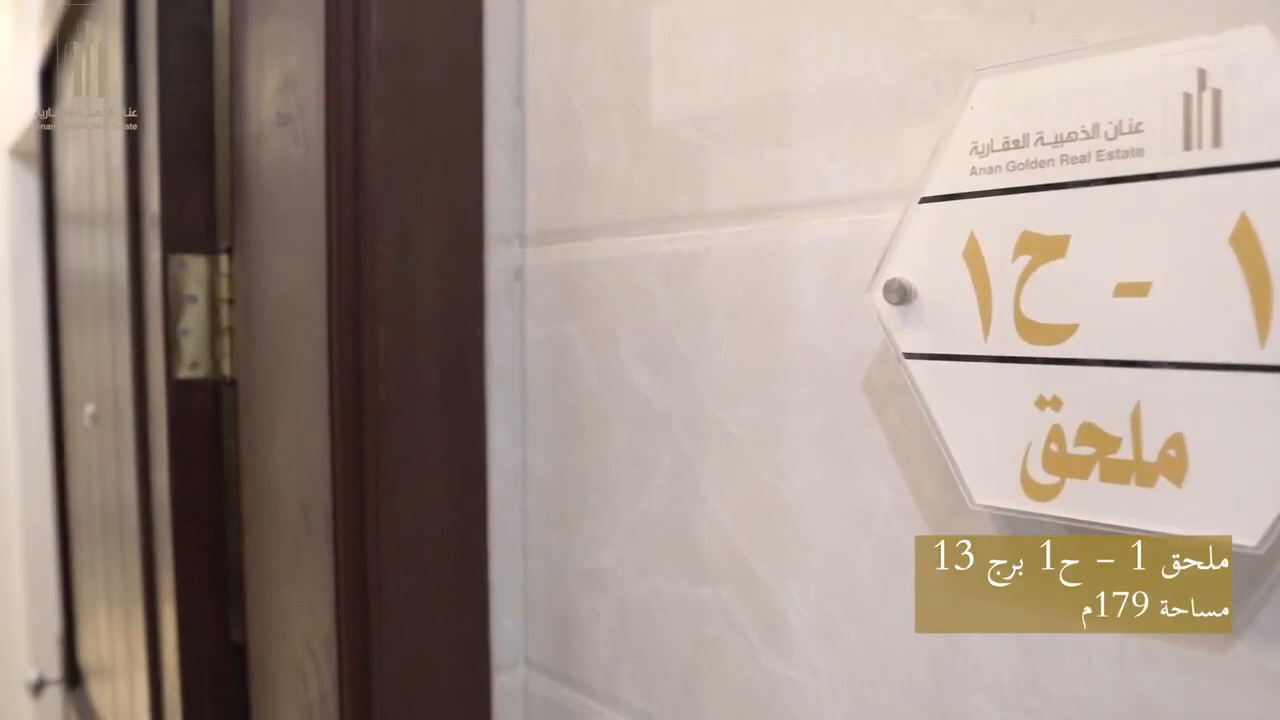 عنان الذهبية العقارية
Anan Golden Real Estate
١ - ح١
ملحق
ملحق 1 – ح1 برج 13
مساحة 179م